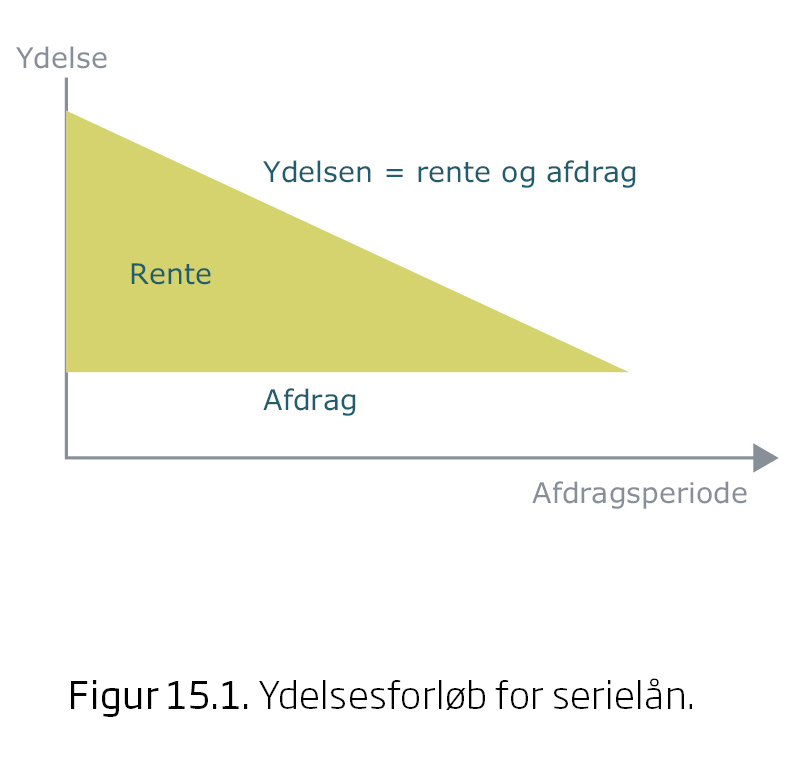 Ydelse
Ydelsen = rente og afdrag
Rente
Afdrag
Afdragsperiode
Figur 15.1. Ydelsesforløb for serielån.